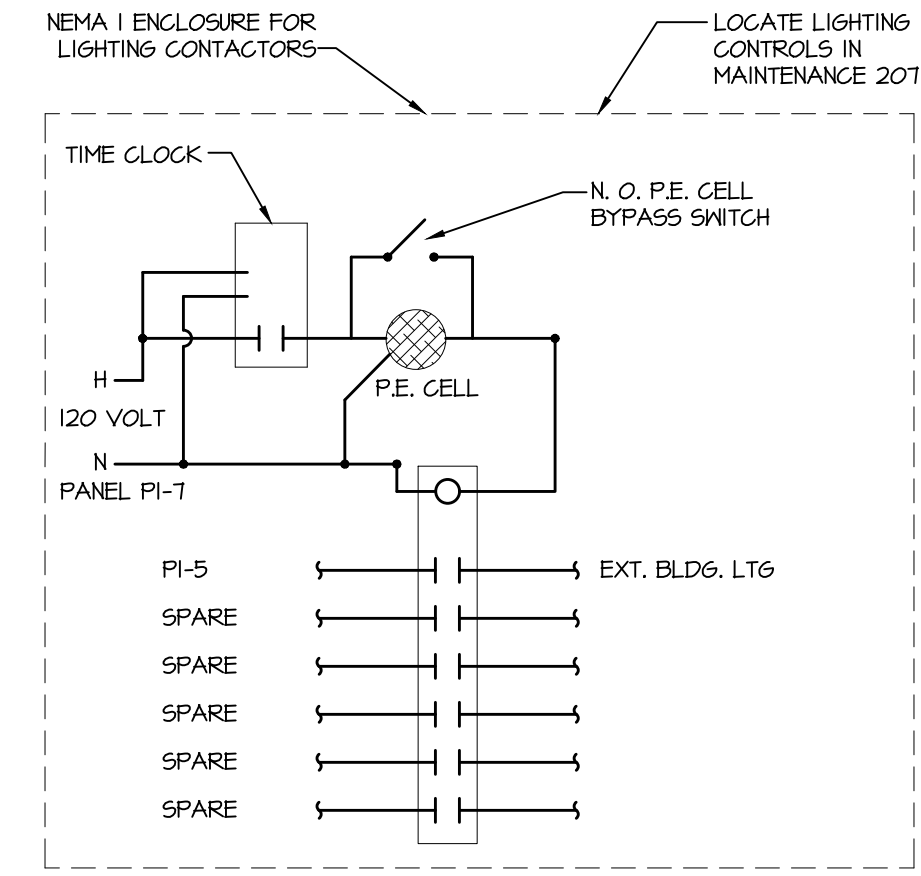 NEMA 1 ENCLOSURE FOR
LIGHTING CONTACTORS
LOCATE LIGHTING
CONTROLS IN
MAINTENANCE 207
TIME CLOCK
N. O. P.E. CELL
BYPASS SWITCH
H
120 VOLT
P.E. CELL
N
PANEL P1-7
P1-5
EXT. BLDG. LTG
SPARE
SPARE
SPARE
SPARE
SPARE